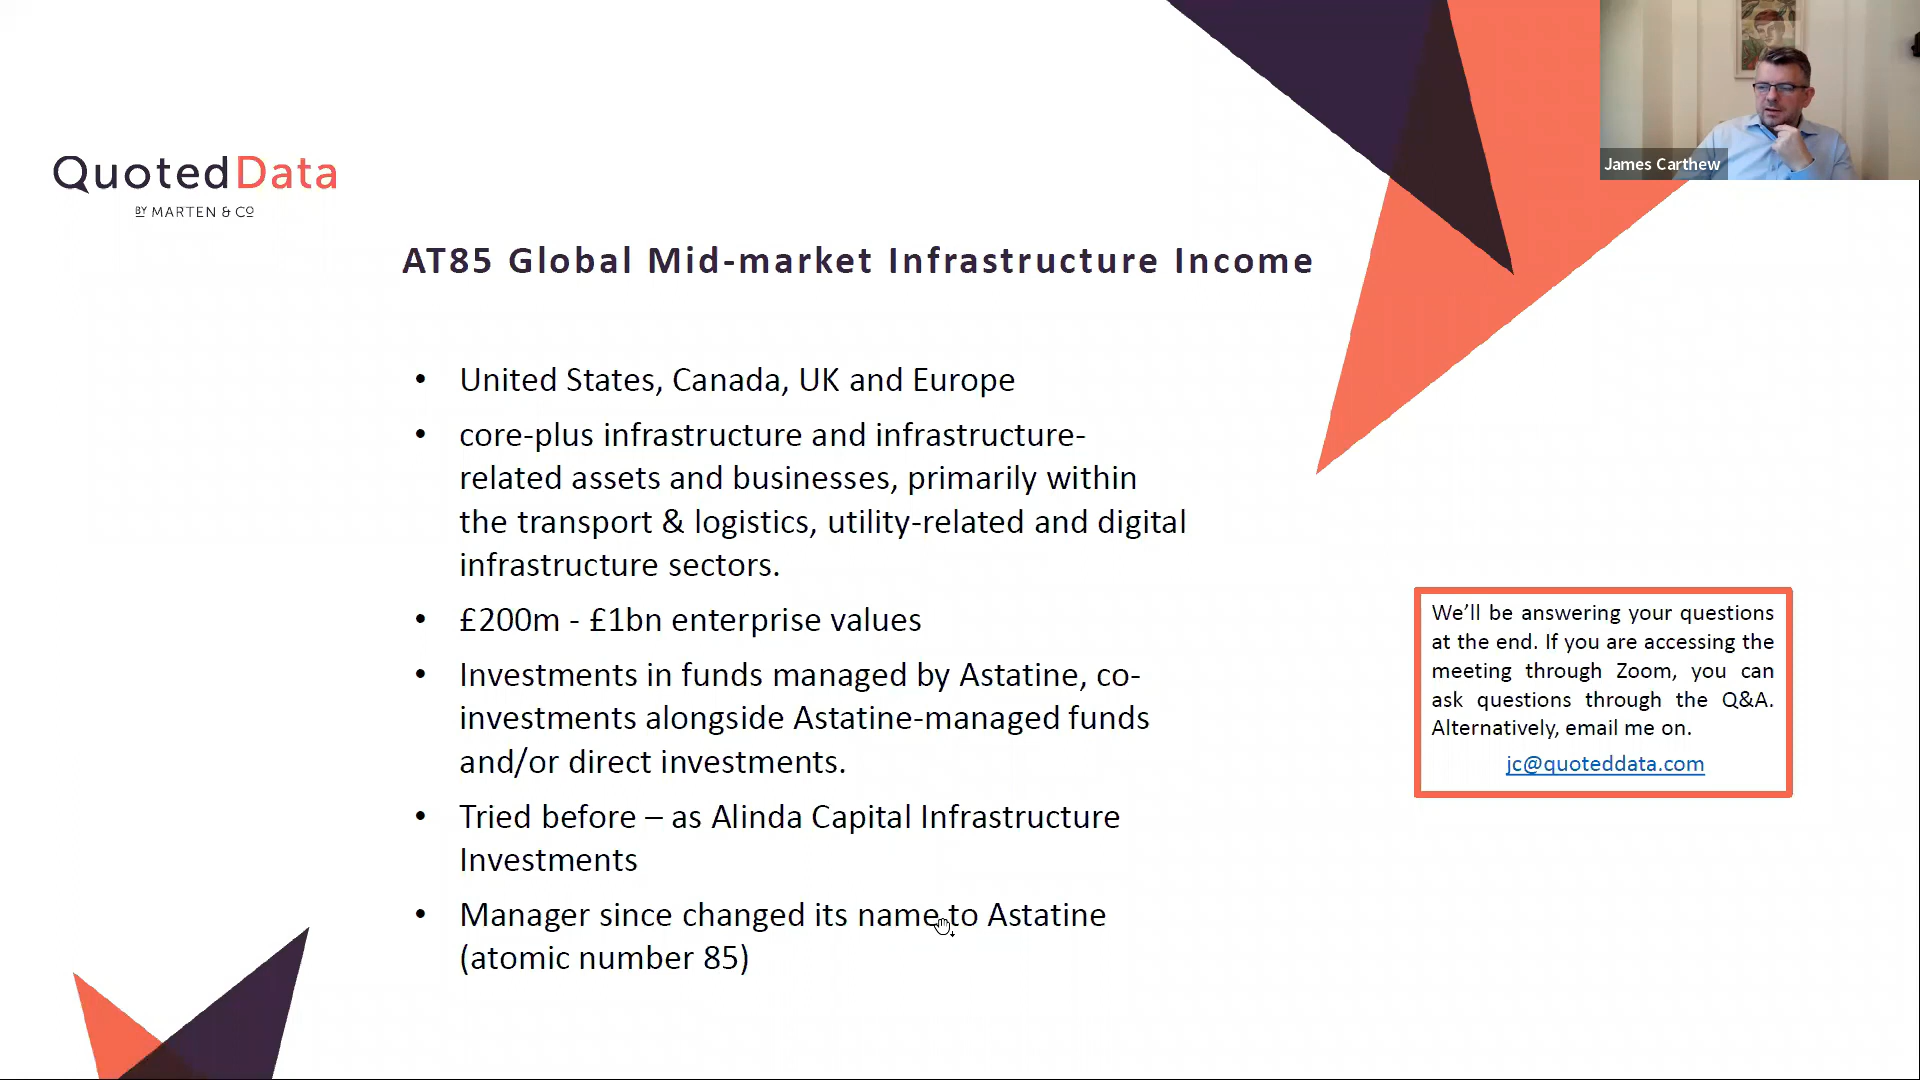 QuotedData
BY MARTEN & CO
James Carthew
AT85 Global Mid-market Infrastructure Income
• United States, Canada, UK and Europe
• core-plus infrastructure and infrastructure-
related assets and businesses, primarily within
the transport & logistics, utility-related and digital
infrastructure sectors.
• £200m - £1bn enterprise values
• Investments in funds managed by Astatine, co-
investments alongside Astatine-managed funds
and/or direct investments.
• Tried before – as Alinda Capital Infrastructure
Investments
• Manager since changed its name to Astatine
(atomic number 85)
We’ll be answering your questions
at the end. If you are accessing the
meeting through Zoom, you can
ask questions through the Q&A.
Alternatively, email me on.
jc@quoteddata.com